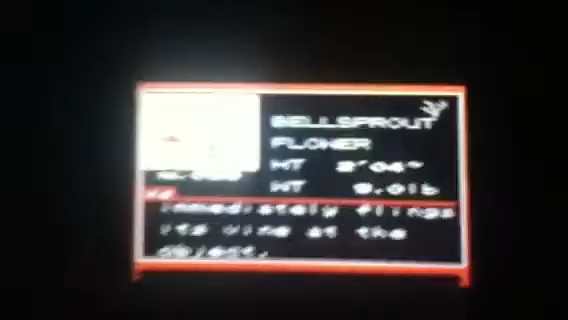 BELLSPROUT
FLOWER
HT 2'04"
WT 9.0lb
immediately flings
its vine at the
object.